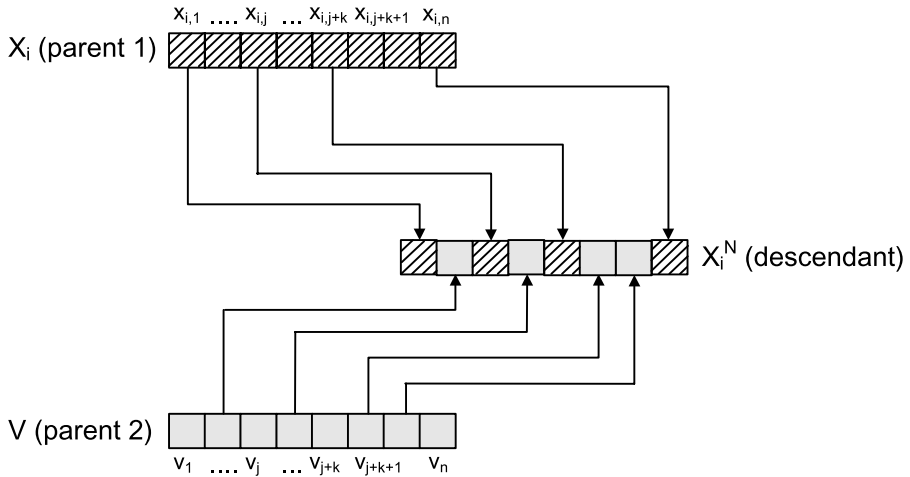 x_{i,1} .... x_{i,j} ... x_{i,j+k} x_{i,j+k+1} x_{i,n}
X_i (parent 1)
X_i^N (descendant)
V (parent 2)
v_1 .... v_j ... v_{j+k} v_{j+k+1} v_n